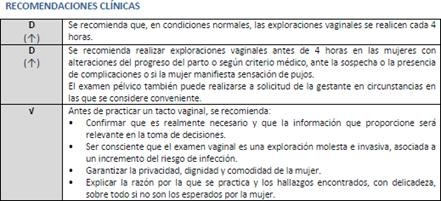 RECOMENDACIONES CLÍNICAS
D
(↑)
Se recomienda que, en condiciones normales, las exploraciones vaginales se realicen cada 4
horas.
D
(↑)
Se recomienda realizar exploraciones vaginales antes de 4 horas en las mujeres con
alteraciones del progreso del parto o según criterio médico, ante la sospecha o la presencia
de complicaciones o si la mujer manifiesta sensación de pujos.
El examen pélvico también puede realizarse a solicitud de la gestante en circunstancias en
las que se considere conveniente.
√
Antes de practicar un tacto vaginal, se recomienda:
• Confirmar que es realmente necesario y que la información que proporcione será
relevante en la toma de decisiones.
• Ser consciente que el examen vaginal es una exploración molesta e invasiva, asociada a
un incremento del riesgo de infección.
• Garantizar la privacidad, dignidad y comodidad de la mujer.
• Explicar la razón por la que se practica y los hallazgos encontrados, con delicadeza,
sobre todo si no son los esperados por la mujer.